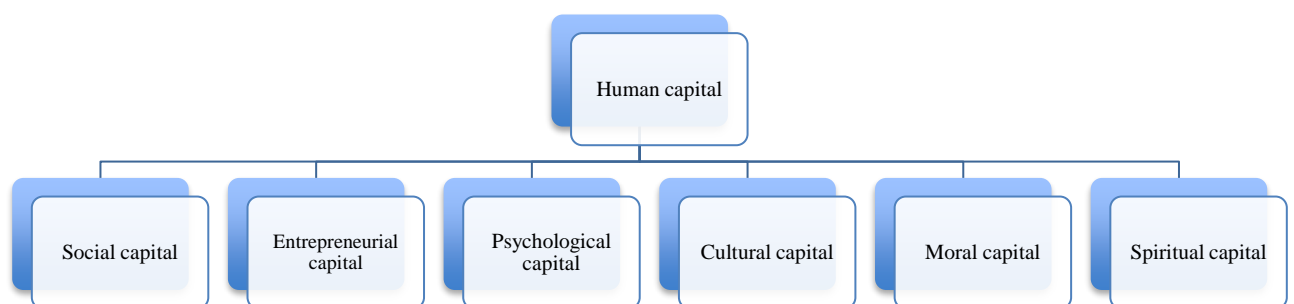 Human capital
Social capital
Entrepreneurial
capital
Psychological
capital
Cultural capital
Moral capital
Spiritual capital